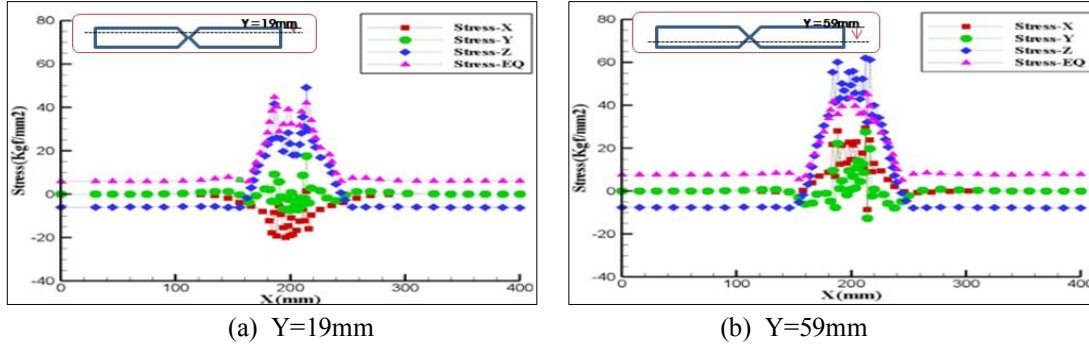 80
60
40
20
0
-20
-40
Stress(Kgf/mm2)
Y=19mm
Stress-X
Stress-Y
Stress-Z
Stress-EQ
0
100
200
300
400
X(mm)
(a) Y=19mm
80
60
40
20
0
-20
-40
Stress(Kgf/mm2)
Y=59mm
Stress-X
Stress-Y
Stress-Z
Stress-EQ
0
100
200
300
400
X(mm)
(b) Y=59mm